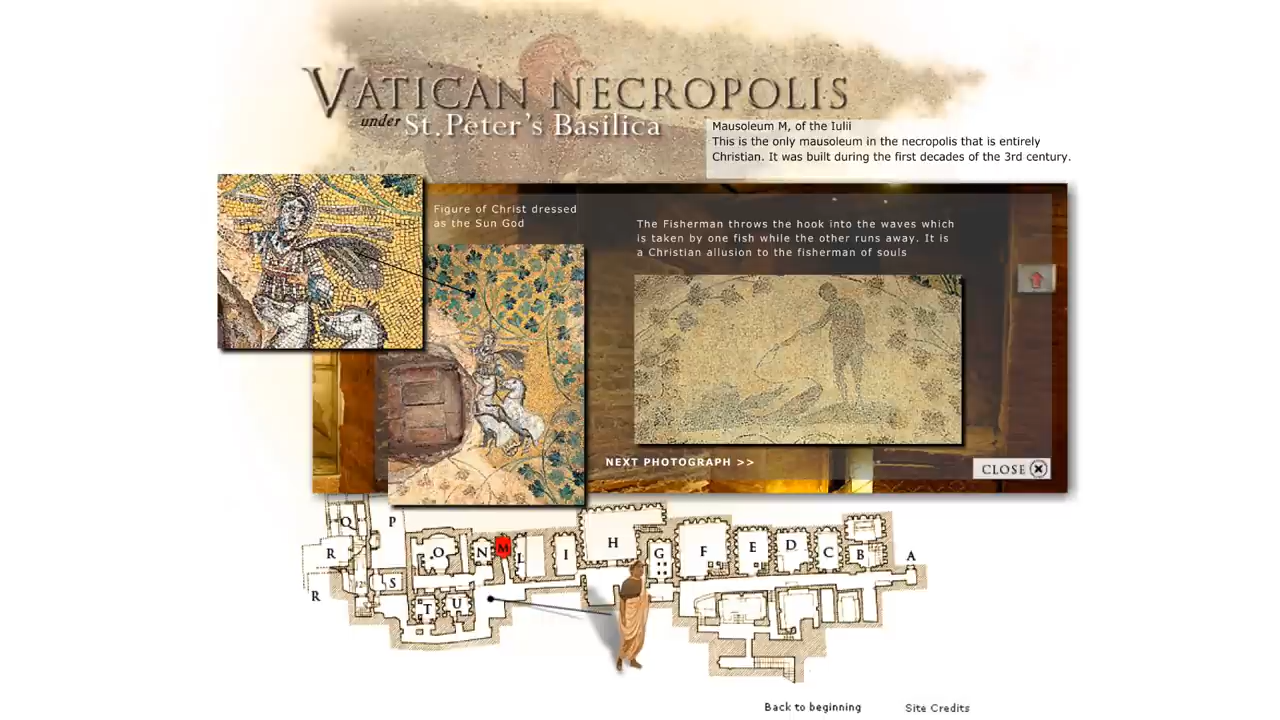 VATICAN NECROPOLIS
under St.Peter's Basilica
Mausoleum M, of the Iulii
This is the only mausoleum in the necropolis that is entirely
Christian. It was built during the first decades of the 3rd century.
Figure of Christ dressed
as the Sun God
The Fisherman throws the hook into the waves which
is taken by one fish while the other runs away. It is
a Christian allusion to the fisherman of souls
NEXT PHOTOGRAPH >>
CLOSE
Q P
R O N M L I H G F E D C B A
R S
T U
Back to beginning
Site Credits